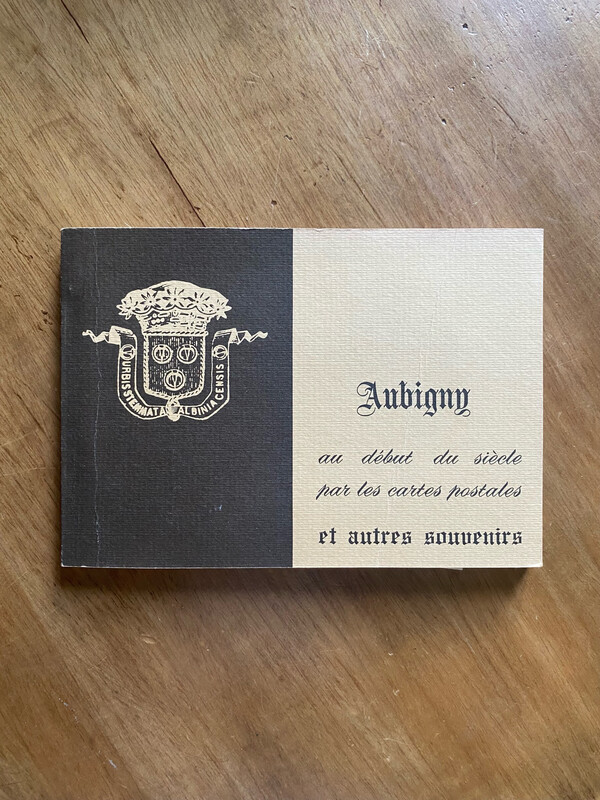 URBIS STEMMATA ALBINIACENSIS
Aubigny
au début du siècle
par les cartes postales
et autres souvenirs